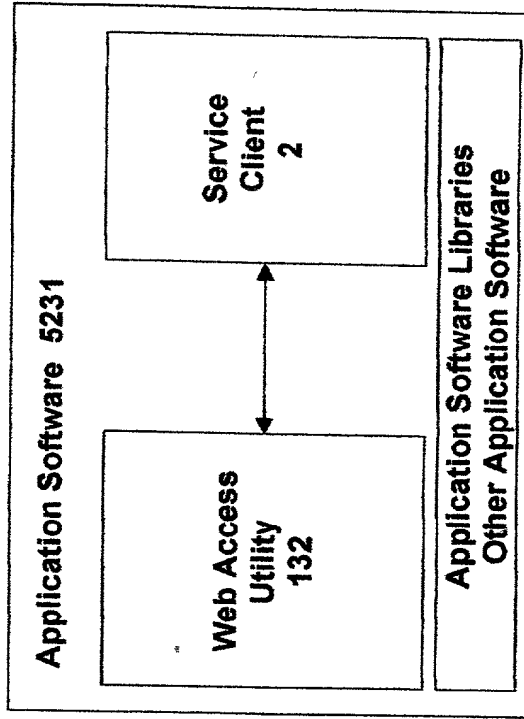 Application Software 5231
Web Access
Utility
132
Service
Client
2
Application Software Libraries
Other Application Software